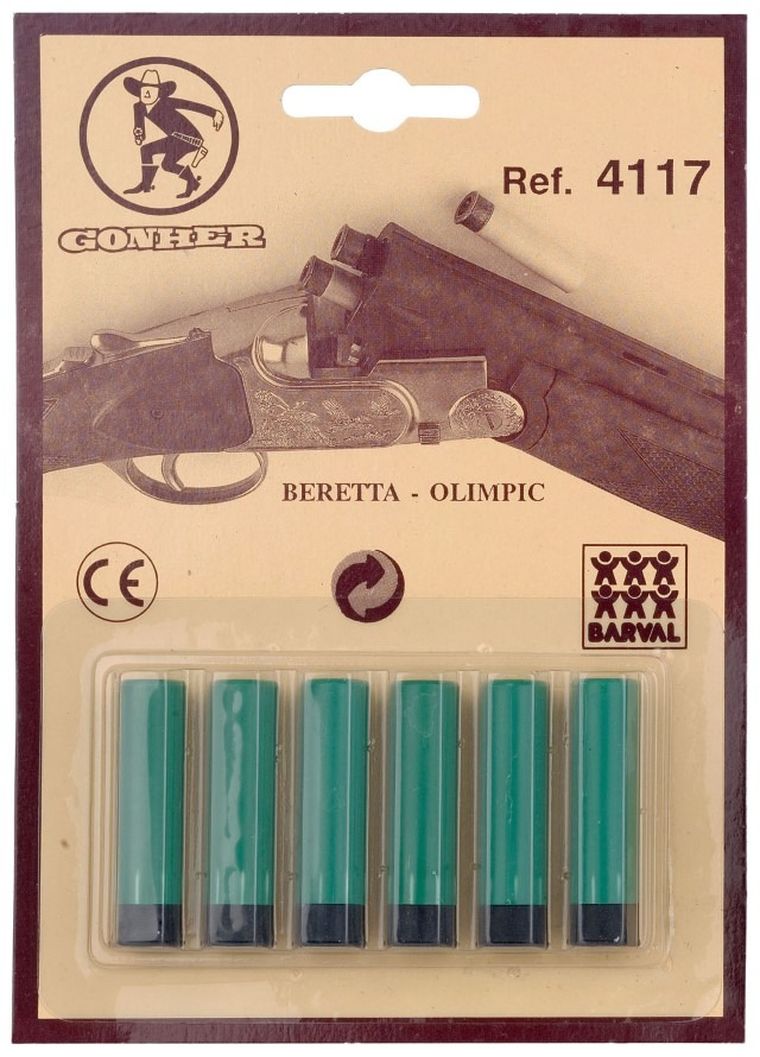 GONHER
Ref. 4117
BERETTA - OLIMPIC
CE
BARVAL